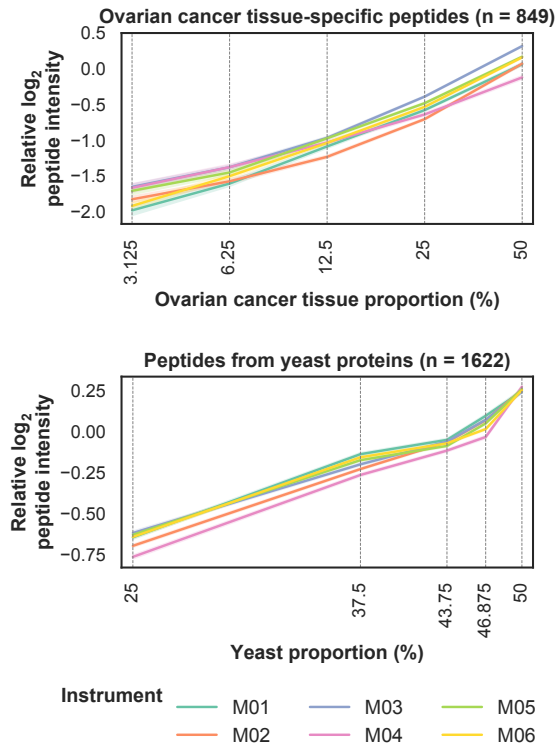 Ovarian cancer tissue-specific peptides (n = 849)
Relative log2
peptide intensity
0.5
0.0
−0.5
−1.0
−1.5
−2.0
3.125
6.25
12.5
25
50
Ovarian cancer tissue proportion (%)
Peptides from yeast proteins (n = 1622)
Relative log2
peptide intensity
0.25
0.00
−0.25
−0.50
−0.75
25
37.5
43.75
46.875
50
Yeast proportion (%)
Instrument
M01 M03 M05
M02 M04 M06